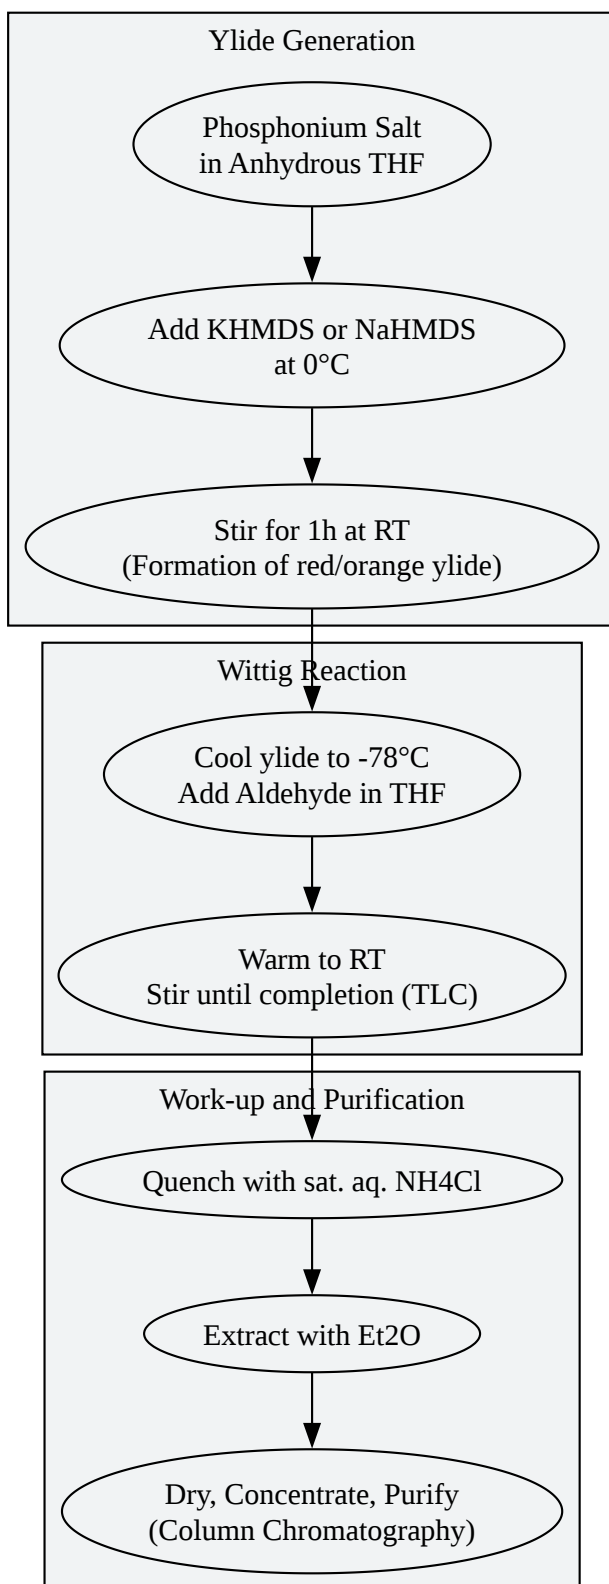 Ylide Generation
Phosphonium Salt
in Anhydrous THF
Add KHMDS or NaHMDS
at 0°C
Stir for 1h at RT
(Formation of red/orange ylide)
Wittig Reaction
Cool ylide to -78°C
Add Aldehyde in THF
Warm to RT
Stir until completion (TLC)
Work-up and Purification
Quench with sat. aq. NH4Cl
Extract with Et2O
Dry, Concentrate, Purify
(Column Chromatography)